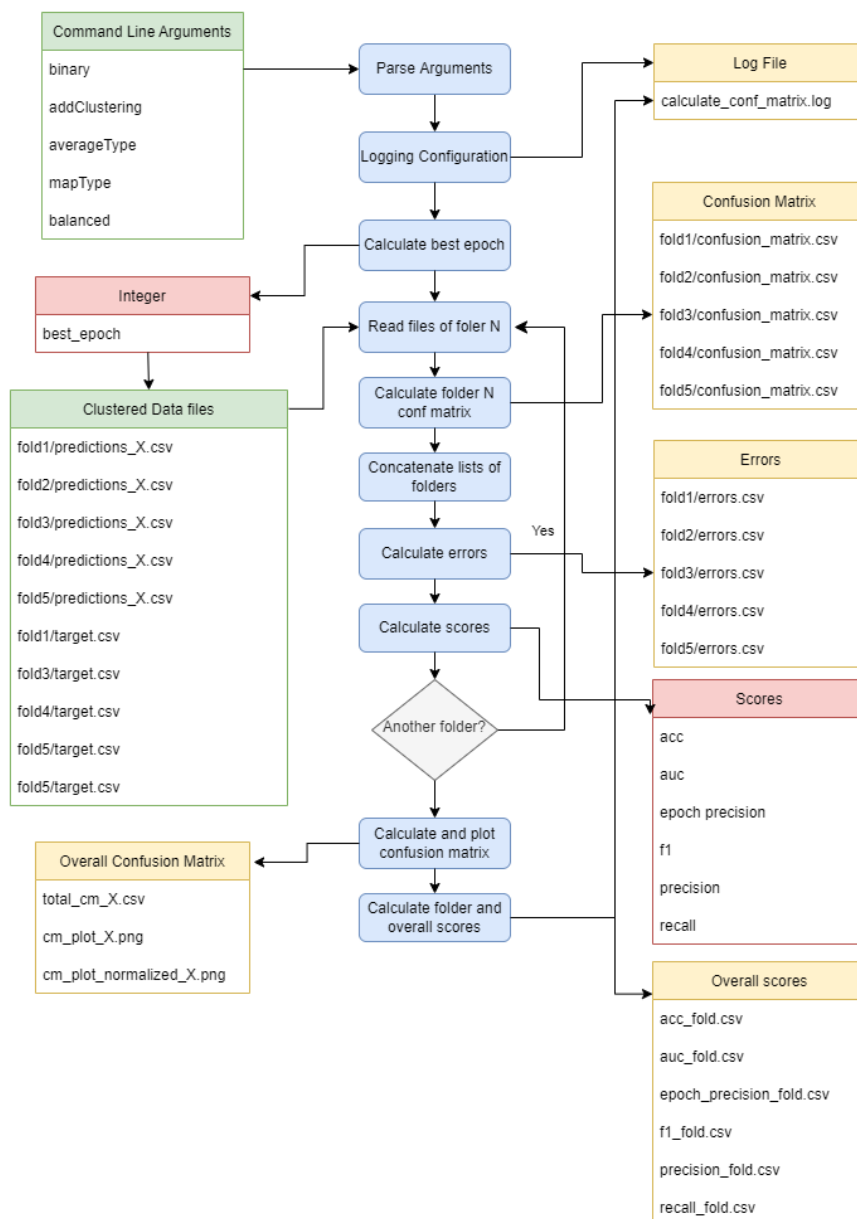 Command Line Arguments
binary
addClustering
averageType
mapType
balanced
Parse Arguments
Logging Configuration
Calculate best epoch
Log File
calculate_conf_matrix.log
Confusion Matrix
fold1/confusion_matrix.csv
fold2/confusion_matrix.csv
fold3/confusion_matrix.csv
fold4/confusion_matrix.csv
fold5/confusion_matrix.csv
Integer
best_epoch
Read files of foler N
Calculate folder N
conf matrix
Concatenate lists of
folders
Calculate errors
Calculate scores
Another folder?
Yes
Clustered Data files
fold1/predictions_X.csv
fold2/predictions_X.csv
fold3/predictions_X.csv
fold4/predictions_X.csv
fold5/predictions_X.csv
fold1/target.csv
fold3/target.csv
fold4/target.csv
fold5/target.csv
fold5/target.csv
Errors
fold1/errors.csv
fold2/errors.csv
fold3/errors.csv
fold4/errors.csv
fold5/errors.csv
Scores
acc
auc
epoch precision
f1
precision
recall
Calculate and plot
confusion matrix
Calculate folder and
overall scores
Overall Confusion Matrix
total_cm_X.csv
cm_plot_X.png
cm_plot_normalized_X.png
Overall scores
acc_fold.csv
auc_fold.csv
epoch_precision_fold.csv
f1_fold.csv
precision_fold.csv
recall_fold.csv